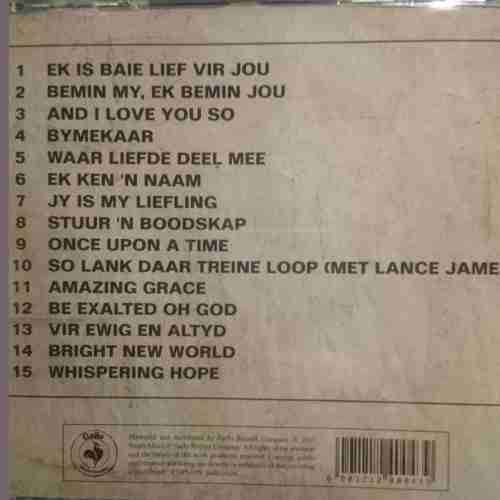 1 EK IS BAIE LIEF VIR JOU
2 BEMIN MY, EK BEMIN JOU
3 AND I LOVE YOU SO
4 BYMEKAAR
5 WAAR LIEFDE DEEL MEE
6 EK KEN 'N NAAM
7 JY IS MY LIEFLING
8 STUUR 'N BOODSKAP
9 ONCE UPON A TIME
10 SO LANK DAAR TREINE LOOP (MET LANCE JAME
11 AMAZING GRACE
12 BE EXALTED OH GOD
13 VIR EWIG EN ALTYD
14 BRIGHT NEW WORLD
15 WHISPERING HOPE
Gallo